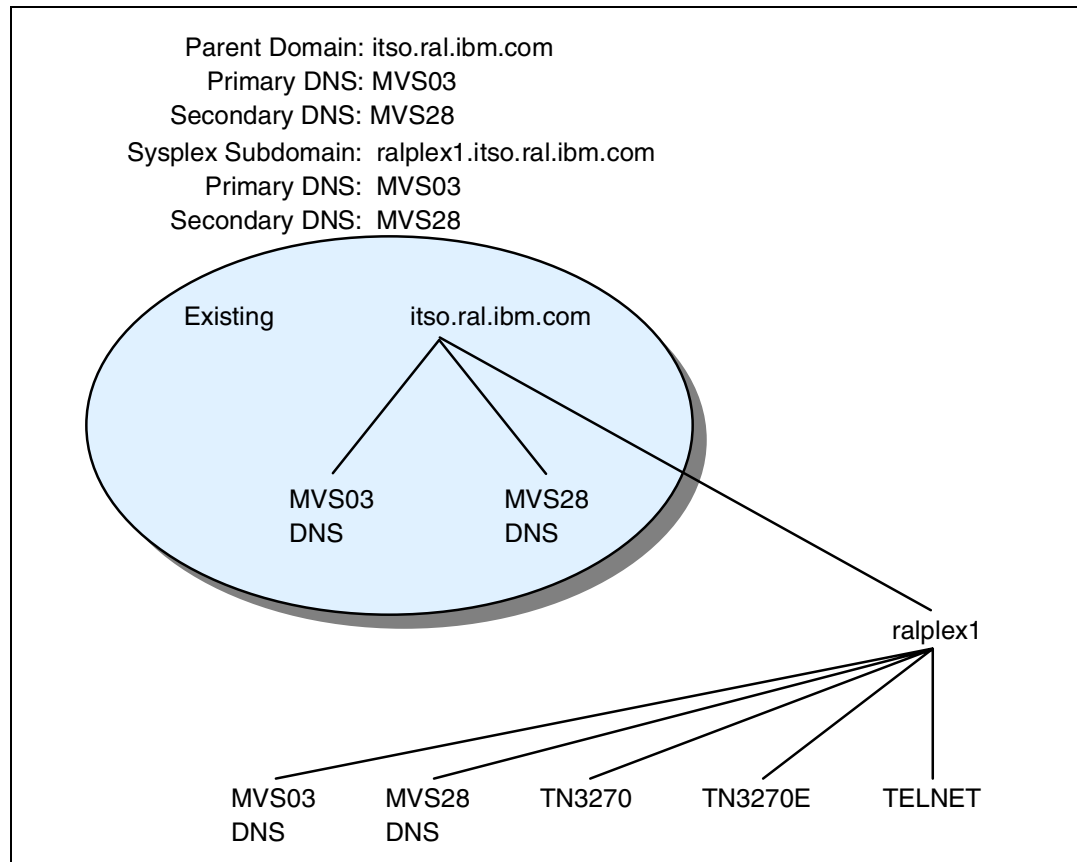 Parent Domain: itso.ral.ibm.com
Primary DNS: MVS03
Secondary DNS: MVS28
Sysplex Subdomain: ralplex1.itso.ral.ibm.com
Primary DNS: MVS03
Secondary DNS: MVS28
Existing
itso.ral.ibm.com
MVS03
DNS
MVS28
DNS
ralplex1
MVS03
DNS
MVS28
DNS
TN3270
TN3270E
TELNET